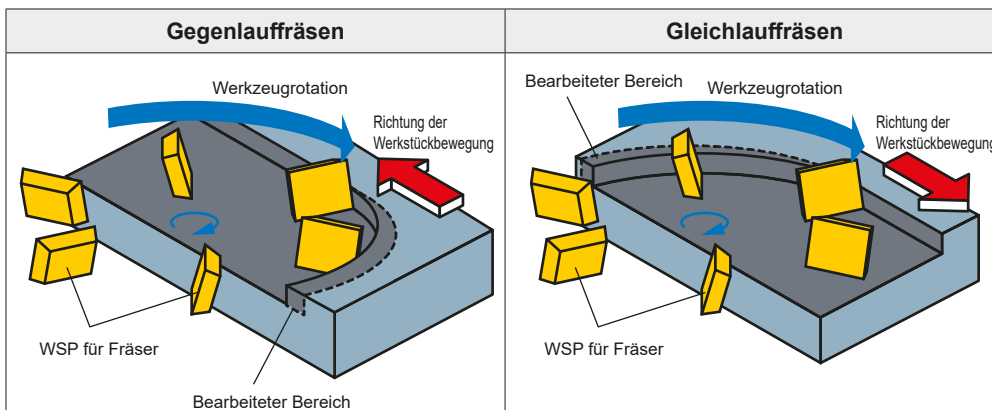 Gegenlauffräsen
Werkzeugrotation
Richtung der
Werkstückbewegung
WSP für Fräser
Bearbeiteter Bereich
Gleichlauffräsen
Bearbeiteter Bereich
Werkzeugrotation
Richtung der
Werkstückbewegung
WSP für Fräser